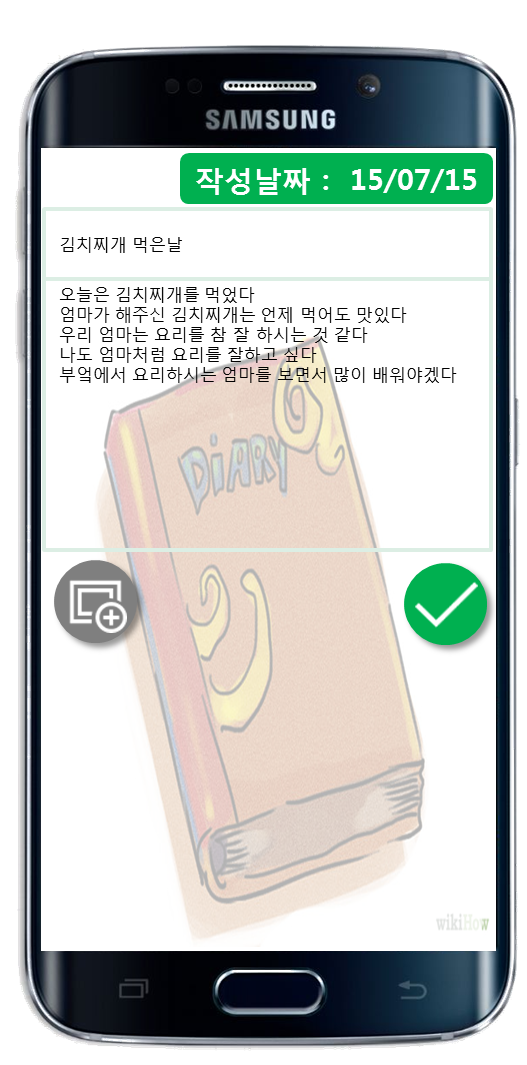 SAMSUNG
작성날짜 : 15/07/15
김치찌개 먹은날
오늘은 김치찌개를 먹었다
엄마가 해주신 김치찌개는 언제 먹어도 맛있다
우리 엄마는 요리를 참 잘 하시는 것 같다
나도 엄마처럼 요리를 잘하고 싶다
부엌에서 요리하시는 엄마를 보면서 많이 배워야겠다
DiARY
wikiHow